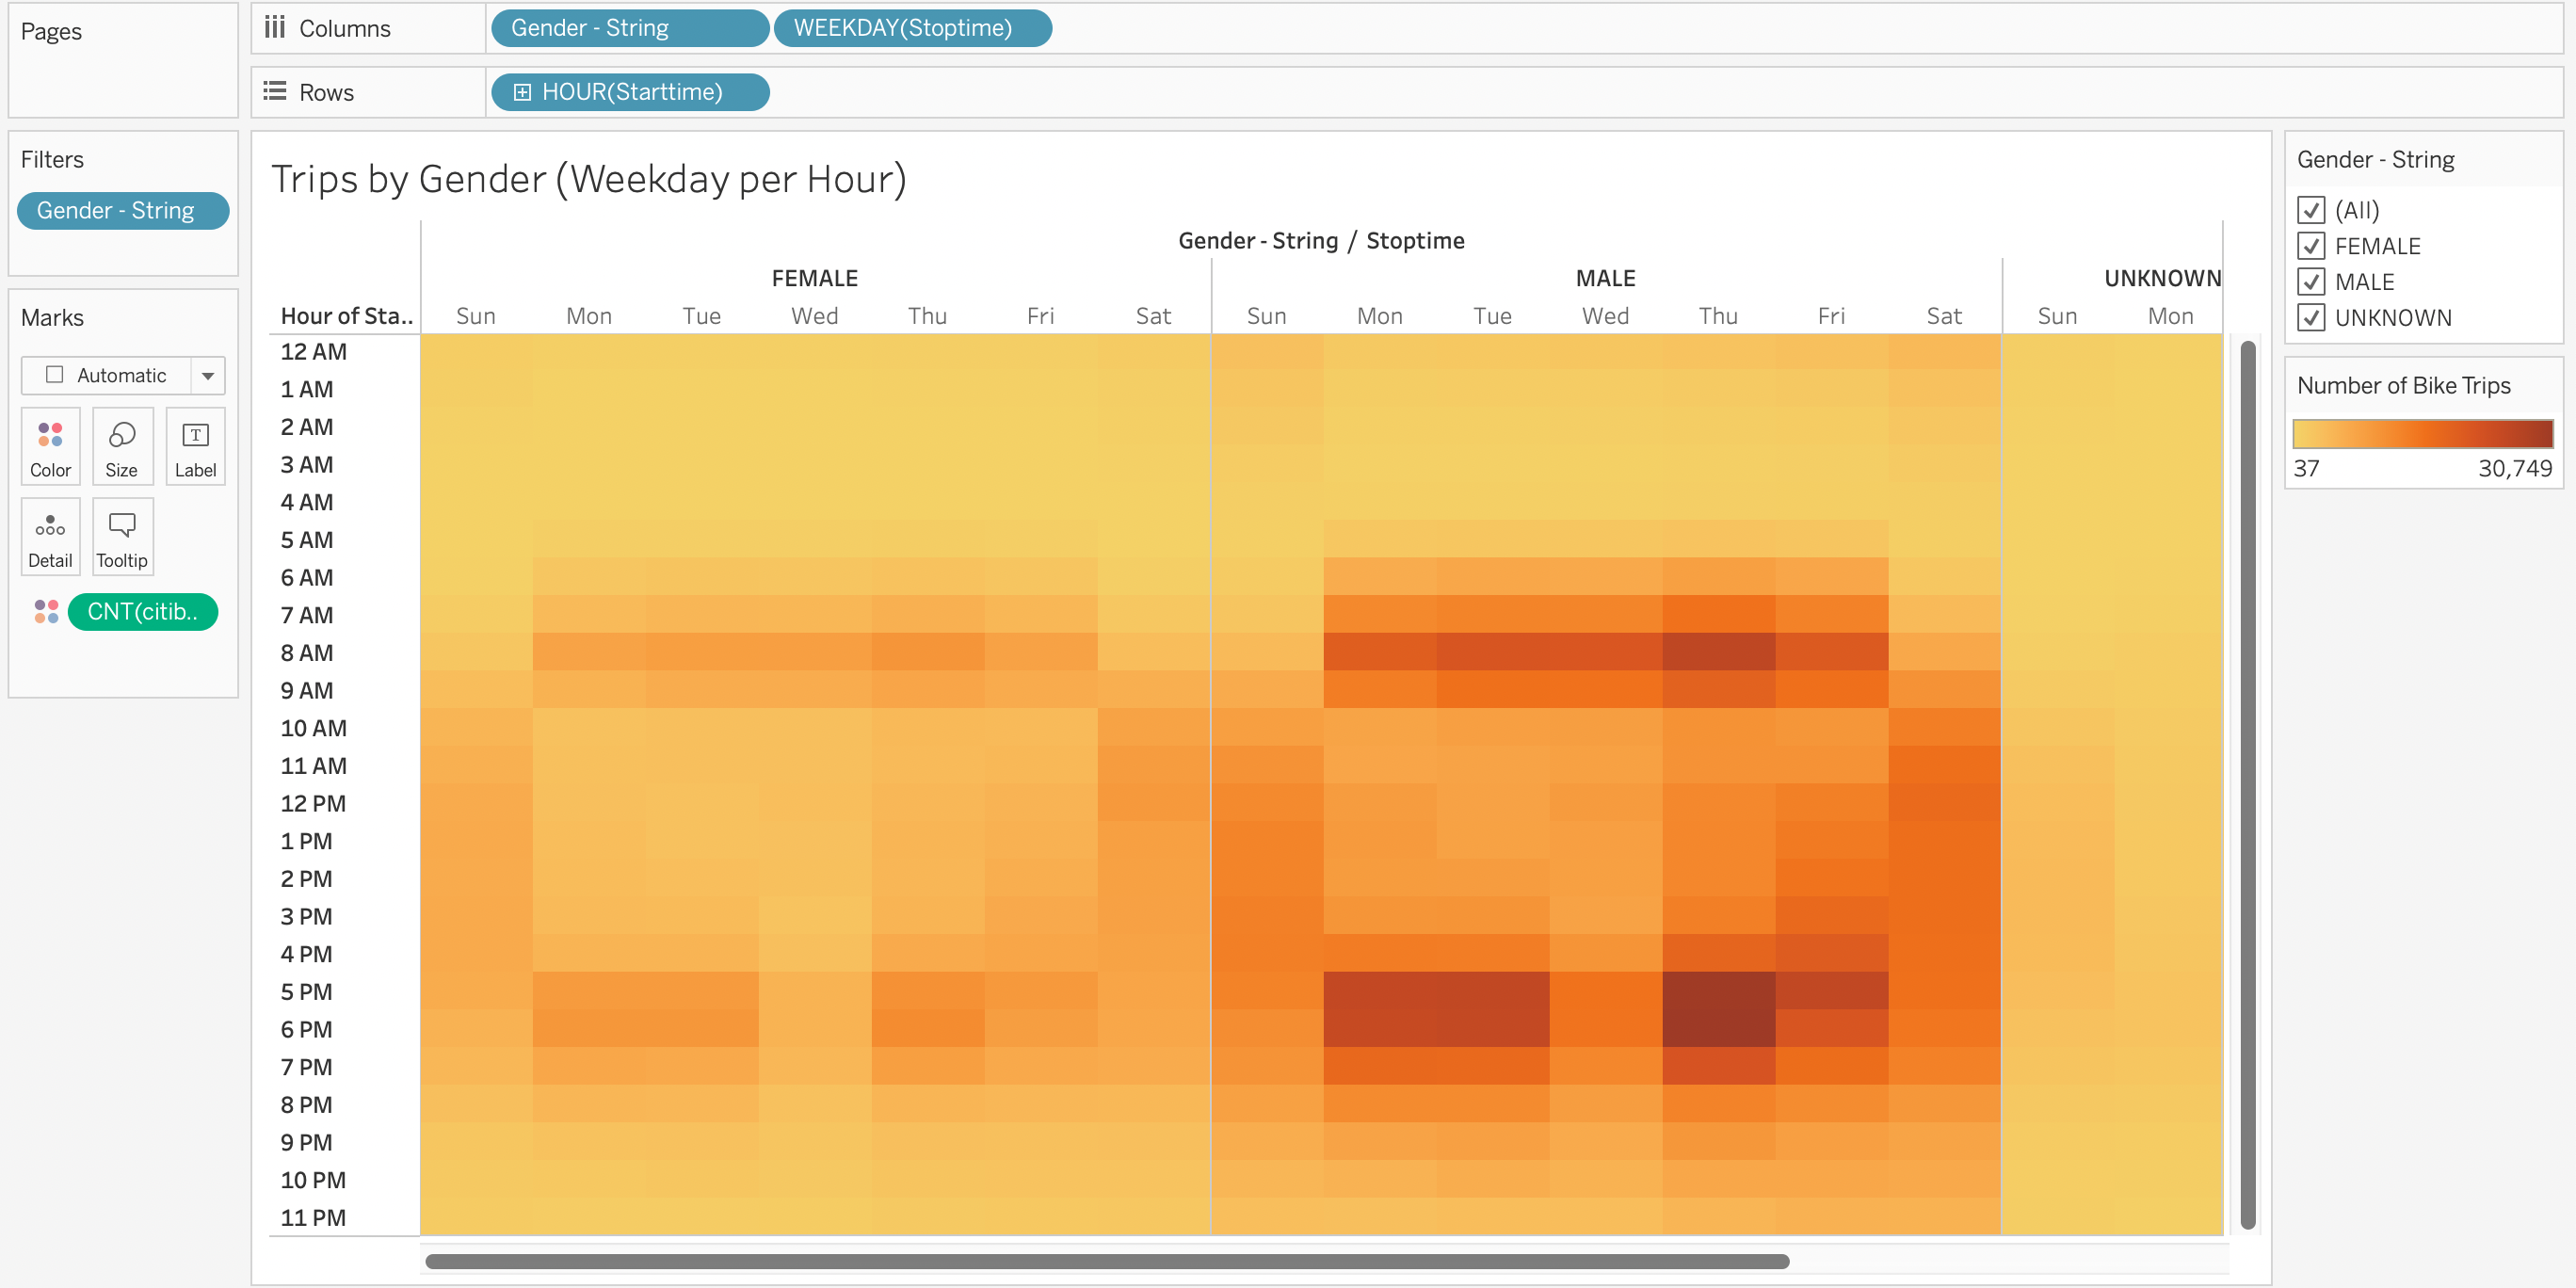 Pages
Columns
Gender - String
WEEKDAY(Stoptime)
Rows
HOUR(Starttime)
Filters
Gender - String
Marks
Automatic
Color
Size
Label
Detail
Tooltip
CNT(citib..
Trips by Gender (Weekday per Hour)
Gender - String / Stoptime
FEMALE MALE UNKNOWN
Hour of Sta.. Sun Mon Tue Wed Thu Fri Sat Sun Mon Tue Wed Thu Fri Sat Sun Mon
12 AM
1 AM
2 AM
3 AM
4 AM
5 AM
6 AM
7 AM
8 AM
9 AM
10 AM
11 AM
12 PM
1 PM
2 PM
3 PM
4 PM
5 PM
6 PM
7 PM
8 PM
9 PM
10 PM
11 PM
Gender - String
(All)
FEMALE
MALE
UNKNOWN
Number of Bike Trips
37 30,749